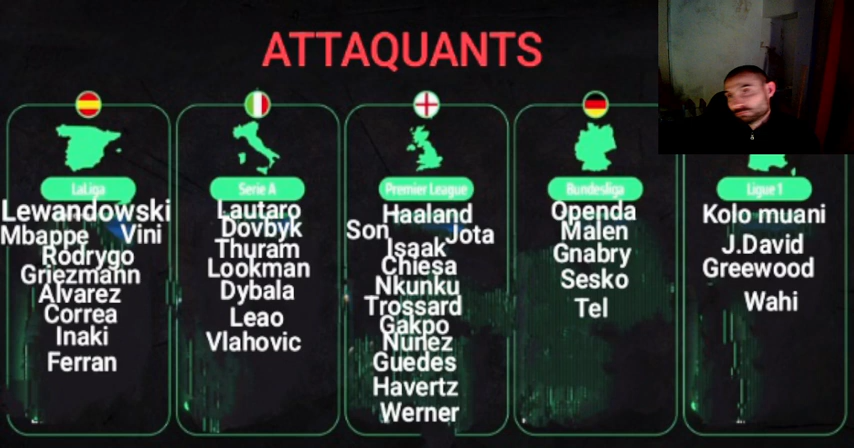 ATTAQUANTS
LaLiga
Lewandowski
Mbappe Vini
Rodrygo
Griezmann
Alvarez
Correa
Inaki
Ferran
Serie A
Lautaro
Dovbyk
Thuram
Lookman
Dybala
Leao
Vlahovic
Premier League
Haaland
Son Jota
Isaak
Chiesa
Nkunku
Trossard
Gakpo
Nunez
Guedes
Havertz
Werner
Bundesliga
Openda
Malen
Gnabry
Sesko
Tel
Ligue 1
Kolo muani
J.David
Greewood
Wahi